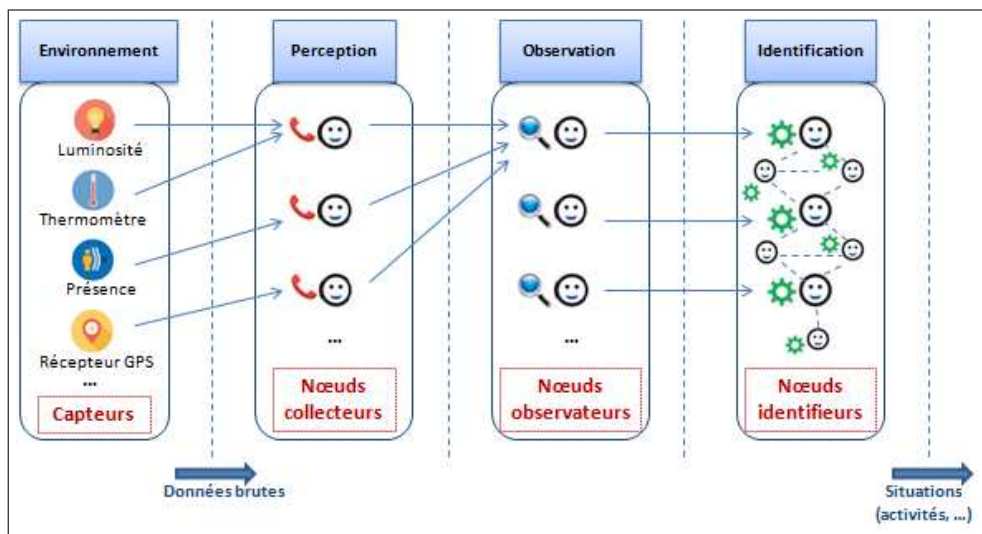 Environnement
Perception
Observation
Identification
Luminosité
Thermomètre
Présence
Récepteur GPS
...
Capteurs
...
Nœuds
collecteurs
...
Nœuds
observateurs
Nœuds
identifieurs
Données brutes
Situations
(activités, ...)